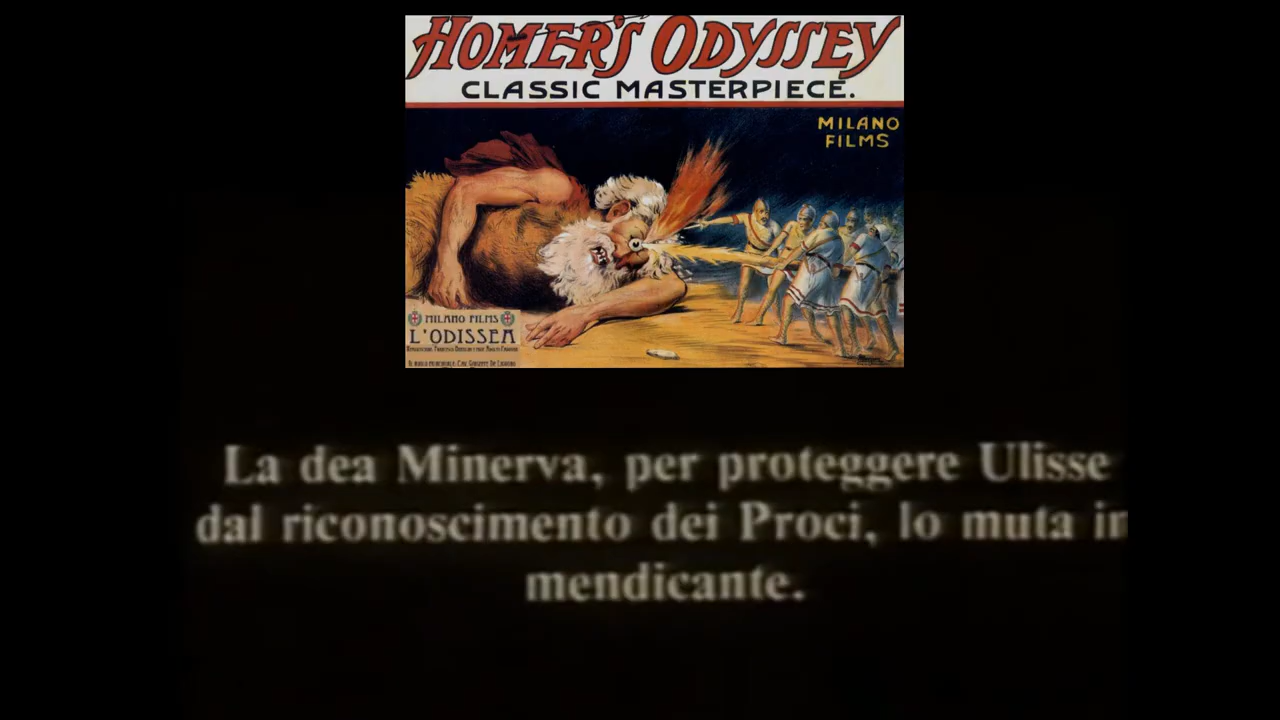 HOMER'S ODYSSEY
CLASSIC MASTERPIECE.
MILANO
FILMS
MILANO FILMS
L'ODISSEA
La dea Minerva, per proteggere Ulisse
dal riconoscimento dei Proci, lo muta in
mendicante.